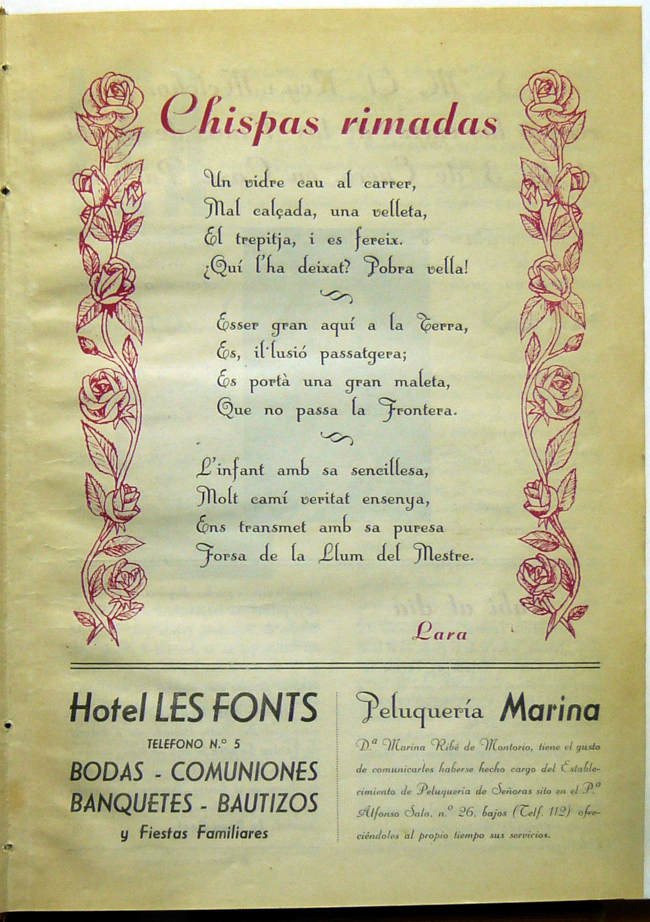 Chispas rimadas
Un vidre cau al carrer,
Mal calçada, una velleta,
El trepitja, i es fereix.
¿Quí l'ha deixat? Pobra vella!
Esser gran aquí a la Terra,
Es, il·lusió passatgera;
Es portà una gran maleta,
Que no passa la Frontera.
L'infant amb sa sencillesa,
Molt camí veritat ensenya,
Ens transmet amb sa puresa
Forsa de la Llum del Mestre.
Lara
Hotel LES FONTS
TELEFONO N.º 5
BODAS - COMUNIONES
BANQUETES - BAUTIZOS
y Fiestas Familiares
Peluquería Marina
D.ª Marina Ribé de Montorio, tiene el gusto
de comunicarles haberse hecho cargo del Estable-
cimiento de Peluquería de Señoras sito en el P.º
Alfonso Sala, n.º 26, bajos (Telf. 112) ofre-
ciéndoles al propio tiempo sus servicios.